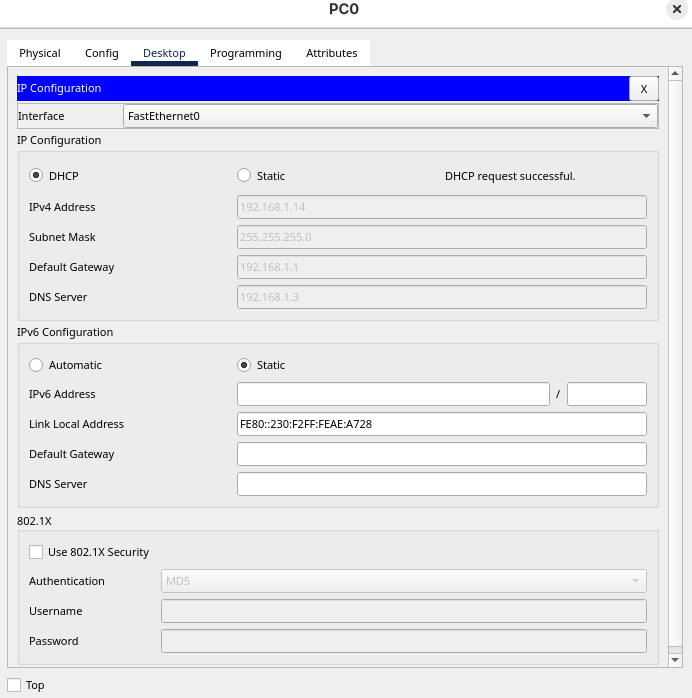 PC0
Physical Config Desktop Programming Attributes
IP Configuration X
Interface FastEthernet0
IP Configuration
DHCP Static DHCP request successful.
IPv4 Address 192.168.1.14
Subnet Mask 255.255.255.0
Default Gateway 192.168.1.1
DNS Server 192.168.1.3
IPv6 Configuration
Automatic Static
IPv6 Address /
Link Local Address FE80::230:F2FF:FEAE:A728
Default Gateway
DNS Server
802.1X
Use 802.1X Security
Authentication MD5
Username
Password
Top